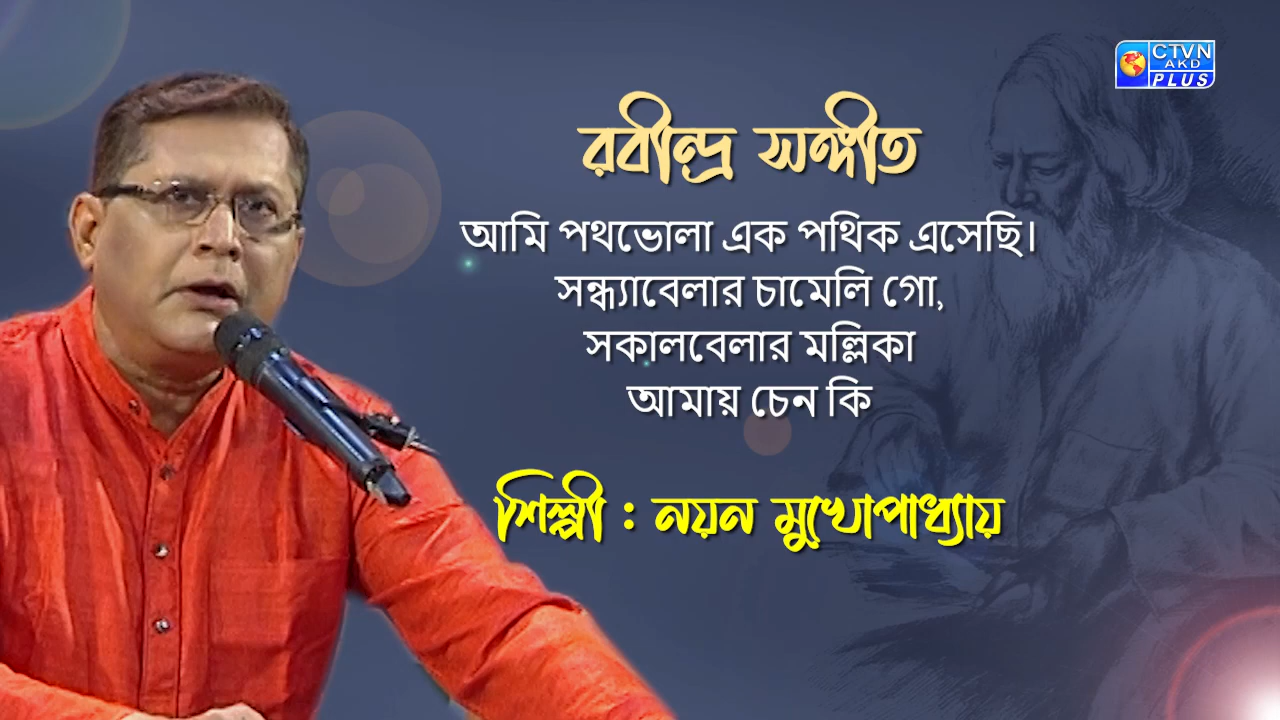 CTVN
AKD
PLUS
রবীন্দ্র সঙ্গীত
আমি পথভোলা এক পথিক এসেছি।
সন্ধ্যাবেলার চামেলি গো,
সকালবেলার মল্লিকা
আমায় চেন কি
শিল্পী : নয়ন মুখোপাধ্যায়